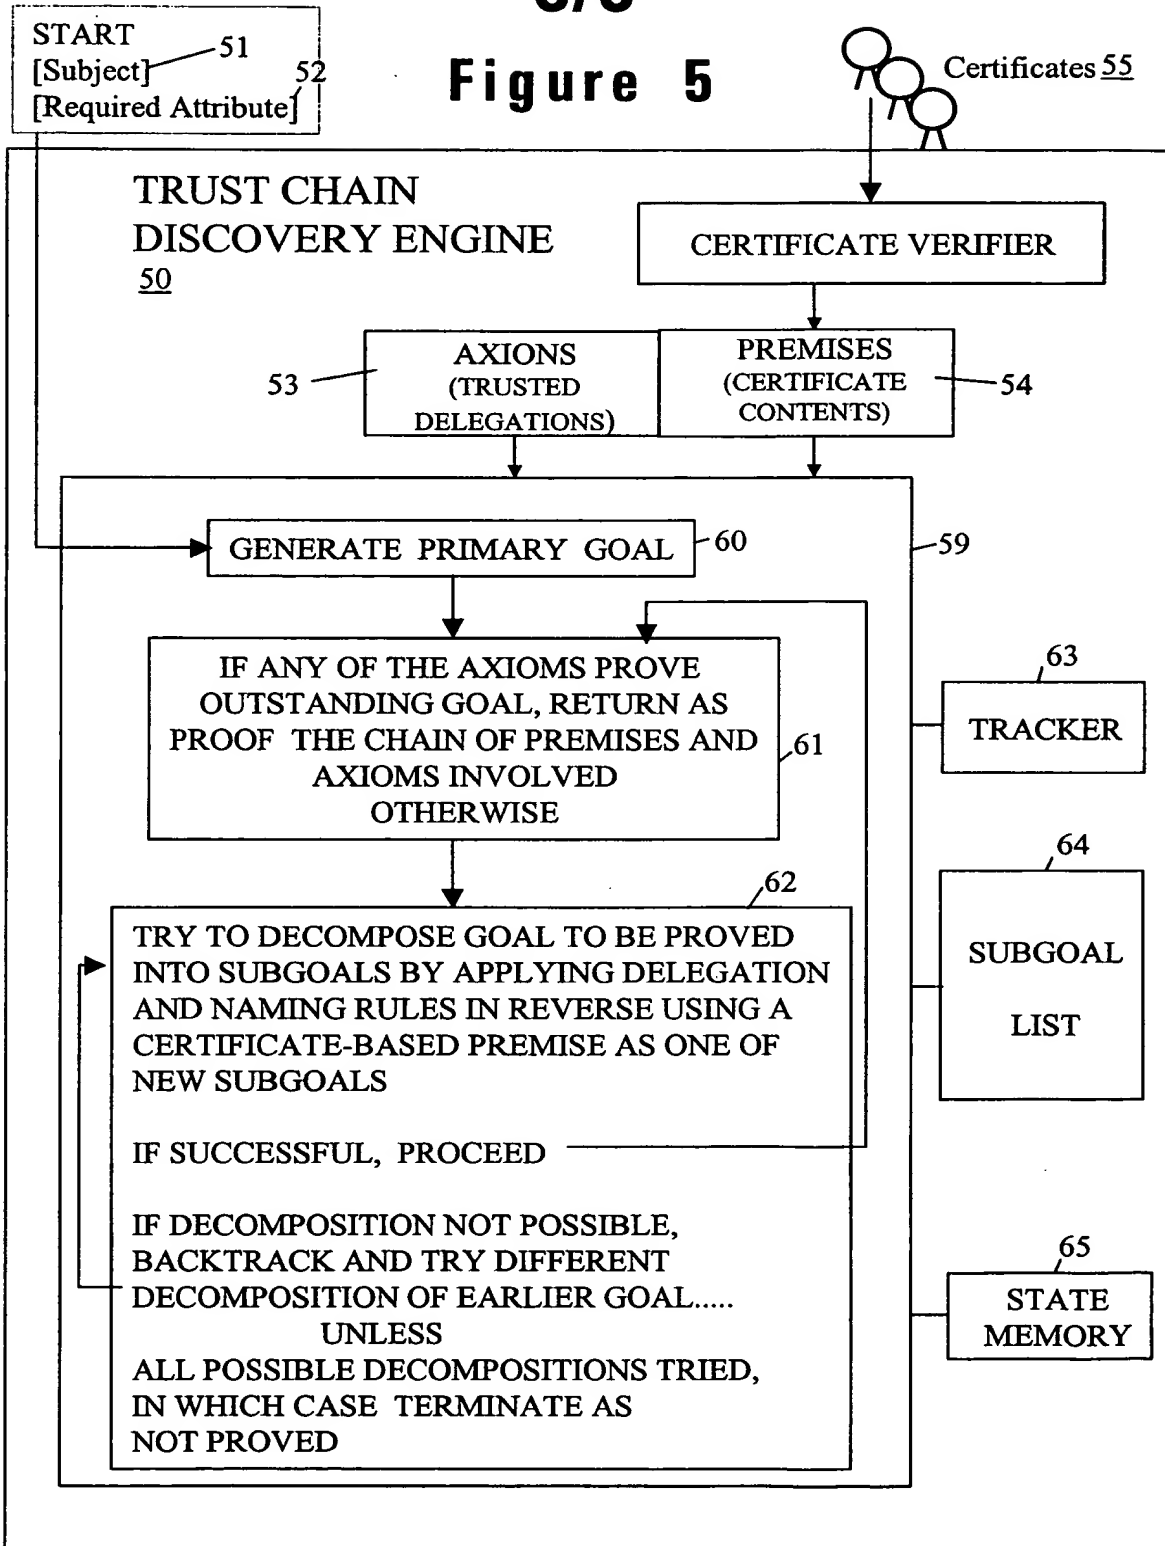 START
[Subject]
51
[Required Attribute]
52
Figure 5
Certificates 55
TRUST CHAIN
DISCOVERY ENGINE
50
CERTIFICATE VERIFIER
AXIONS
(TRUSTED
DELEGATIONS)
53
PREMISES
(CERTIFICATE
CONTENTS)
54
GENERATE PRIMARY GOAL
60
59
IF ANY OF THE AXIOMS PROVE
OUTSTANDING GOAL, RETURN AS
PROOF THE CHAIN OF PREMISES AND
AXIOMS INVOLVED
OTHERWISE
61
63
TRACKER
62
TRY TO DECOMPOSE GOAL TO BE PROVED
INTO SUBGOALS BY APPLYING DELEGATION
AND NAMING RULES IN REVERSE USING A
CERTIFICATE-BASED PREMISE AS ONE OF
NEW SUBGOALS
IF SUCCESSFUL, PROCEED
IF DECOMPOSITION NOT POSSIBLE,
BACKTRACK AND TRY DIFFERENT
DECOMPOSITION OF EARLIER GOAL.....
UNLESS
ALL POSSIBLE DECOMPOSITIONS TRIED,
IN WHICH CASE TERMINATE AS
NOT PROVED
64
SUBGOAL
LIST
65
STATE
MEMORY